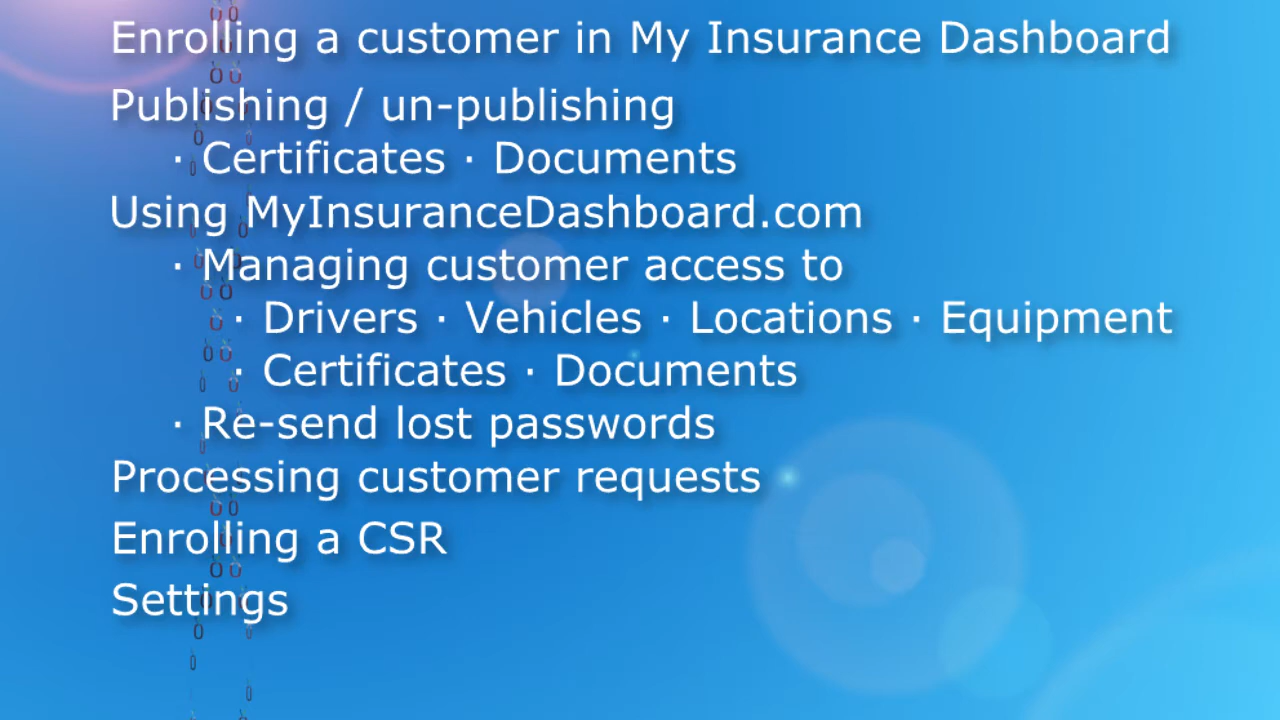 Enrolling a customer in My Insurance Dashboard
Publishing / un-publishing
· Certificates · Documents
Using MyInsuranceDashboard.com
· Managing customer access to
· Drivers · Vehicles · Locations · Equipment
· Certificates · Documents
· Re-send lost passwords
Processing customer requests
Enrolling a CSR
Settings